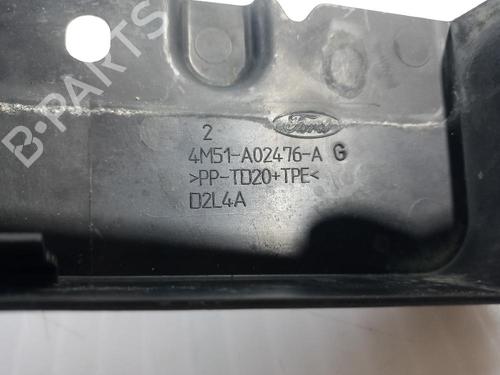 B-PARTS
2 Ford
4M51-A02476-A G
>PP-TD20+TPE<
D2L4A